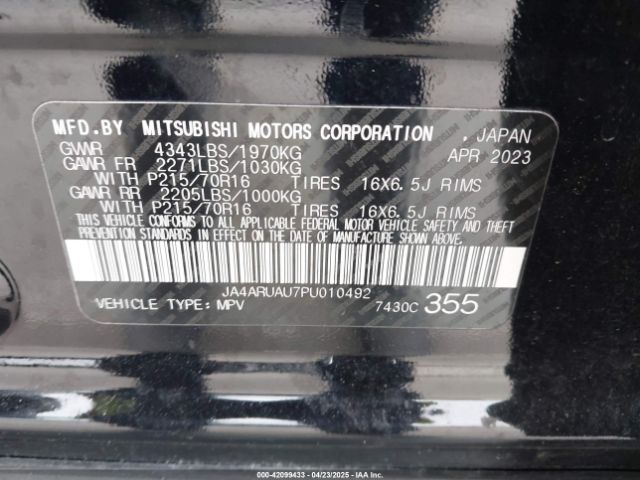 MFD.BY MITSUBISHI MOTORS CORPORATION , JAPAN
GVWR 4343LBS/1970KG APR 2023
GAWR FR 2271LBS/1030KG
WITH P215/70R16 TIRES 16X6.5J RIMS
GAWR RR 2205LBS/1000KG
WITH P215/70R16 TIRES 16X6.5J RIMS
THIS VEHICLE CONFORMS TO ALL APPLICABLE FEDERAL MOTOR VEHICLE SAFETY AND THEFT
PREVENTION STANDARDS IN EFFECT ON THE DATE OF MANUFACTURE SHOWN ABOVE.
JA4ARUAU7PU010492
VEHICLE TYPE: MPV 7430C 355
000-42099433 - 04/23/2025 - IAAI.COM